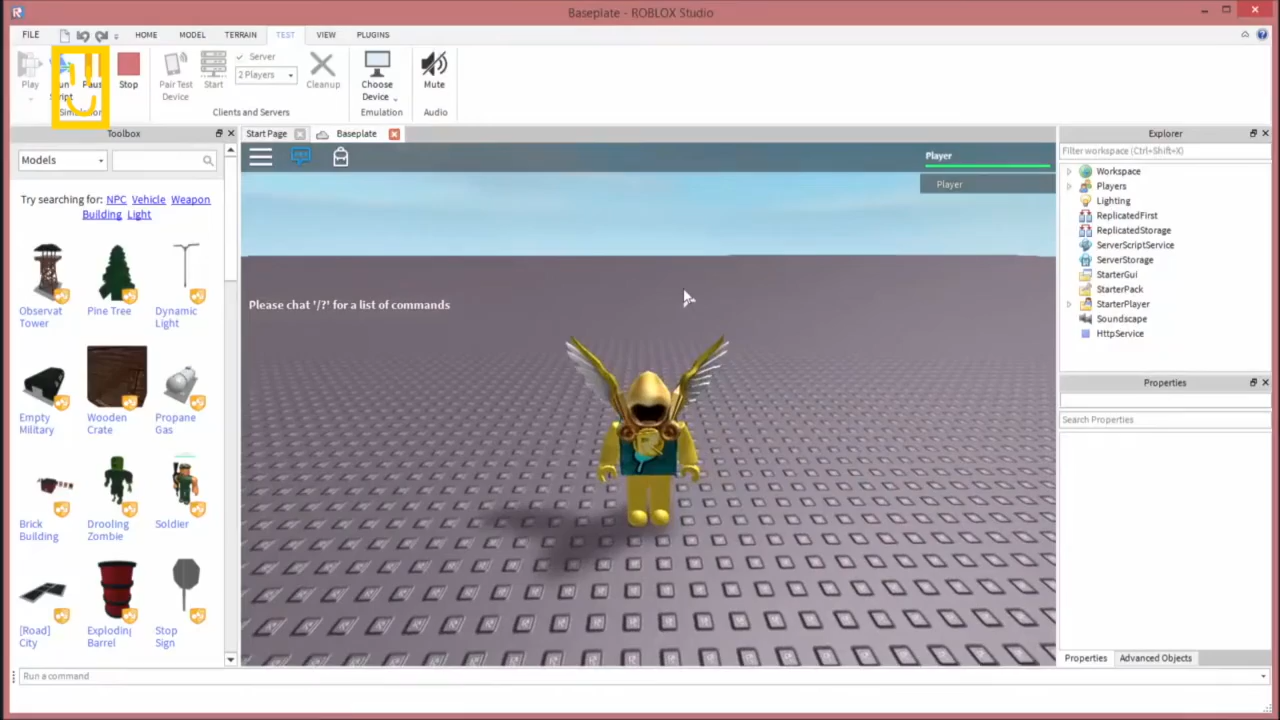 Baseplate - ROBLOX Studio
FILE HOME MODEL TERRAIN TEST VIEW PLUGINS
Play Stop Pair Test Device Start Server 2 Players Cleanup Choose Device Mute
Clients and Servers Emulation Audio
Toolbox
Start Page Baseplate
Explorer
Models
Filter workspace (Ctrl+Shift+X)
Player
Player
Try searching for: NPC Vehicle Weapon
Building Light
Workspace
Players
Lighting
ReplicatedFirst
ReplicatedStorage
ServerScriptService
ServerStorage
StarterGui
StarterPack
StarterPlayer
Soundscape
HttpService
Please chat '/?' for a list of commands
Observat Tower
Pine Tree
Dynamic Light
Empty Military
Wooden Crate
Propane Gas
Brick Building
Drooling Zombie
Soldier
[Road] City
Exploding Barrel
Stop Sign
Properties
Search Properties
Properties Advanced Objects
Run a command